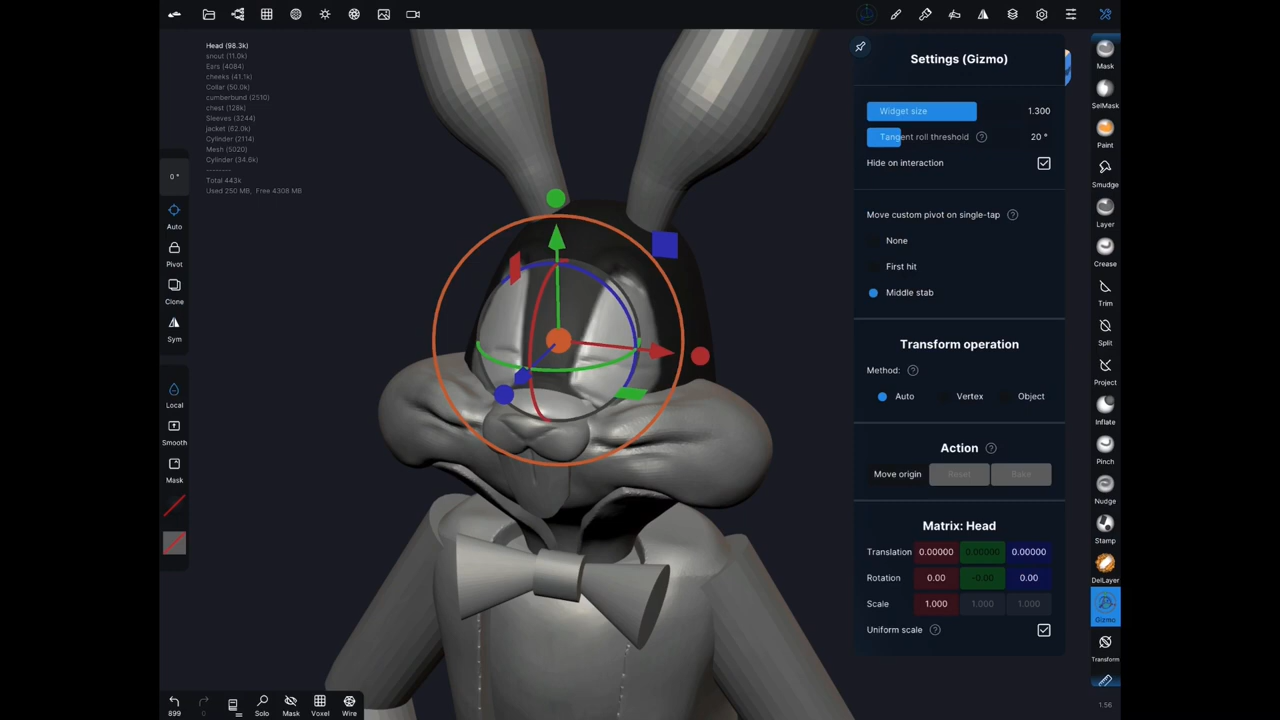 Head (98.3k)
snout (11.0k)
Ears (4084)
cheeks (41.1k)
Collar (50.0k)
cumberbund (2510)
chest (128k)
Sleeves (3244)
jacket (62.0k)
Cylinder (2114)
Mesh (5020)
Cylinder (34.6k)
--------
Total 443k
Used 250 MB, Free 4308 MB
0 °
Auto
Pivot
Clone
Sym
Local
Smooth
Mask
899
0
Solo
Mask
Voxel
Wire
Settings (Gizmo)
Widget size 1.300
Tangent roll threshold ? 20 °
Hide on interaction
Move custom pivot on single-tap ?
None
First hit
Middle stab
Transform operation
Method: ?
Auto Vertex Object
Action ?
Move origin Reset Bake
Matrix: Head
Translation 0.00000 0.00000 0.00000
Rotation 0.00 -0.00 0.00
Scale 1.000 1.000 1.000
Uniform scale ?
Mask
SelMask
Paint
Smudge
Layer
Crease
Trim
Split
Project
Inflate
Pinch
Nudge
Stamp
DelLayer
Gizmo
Transform
1.56